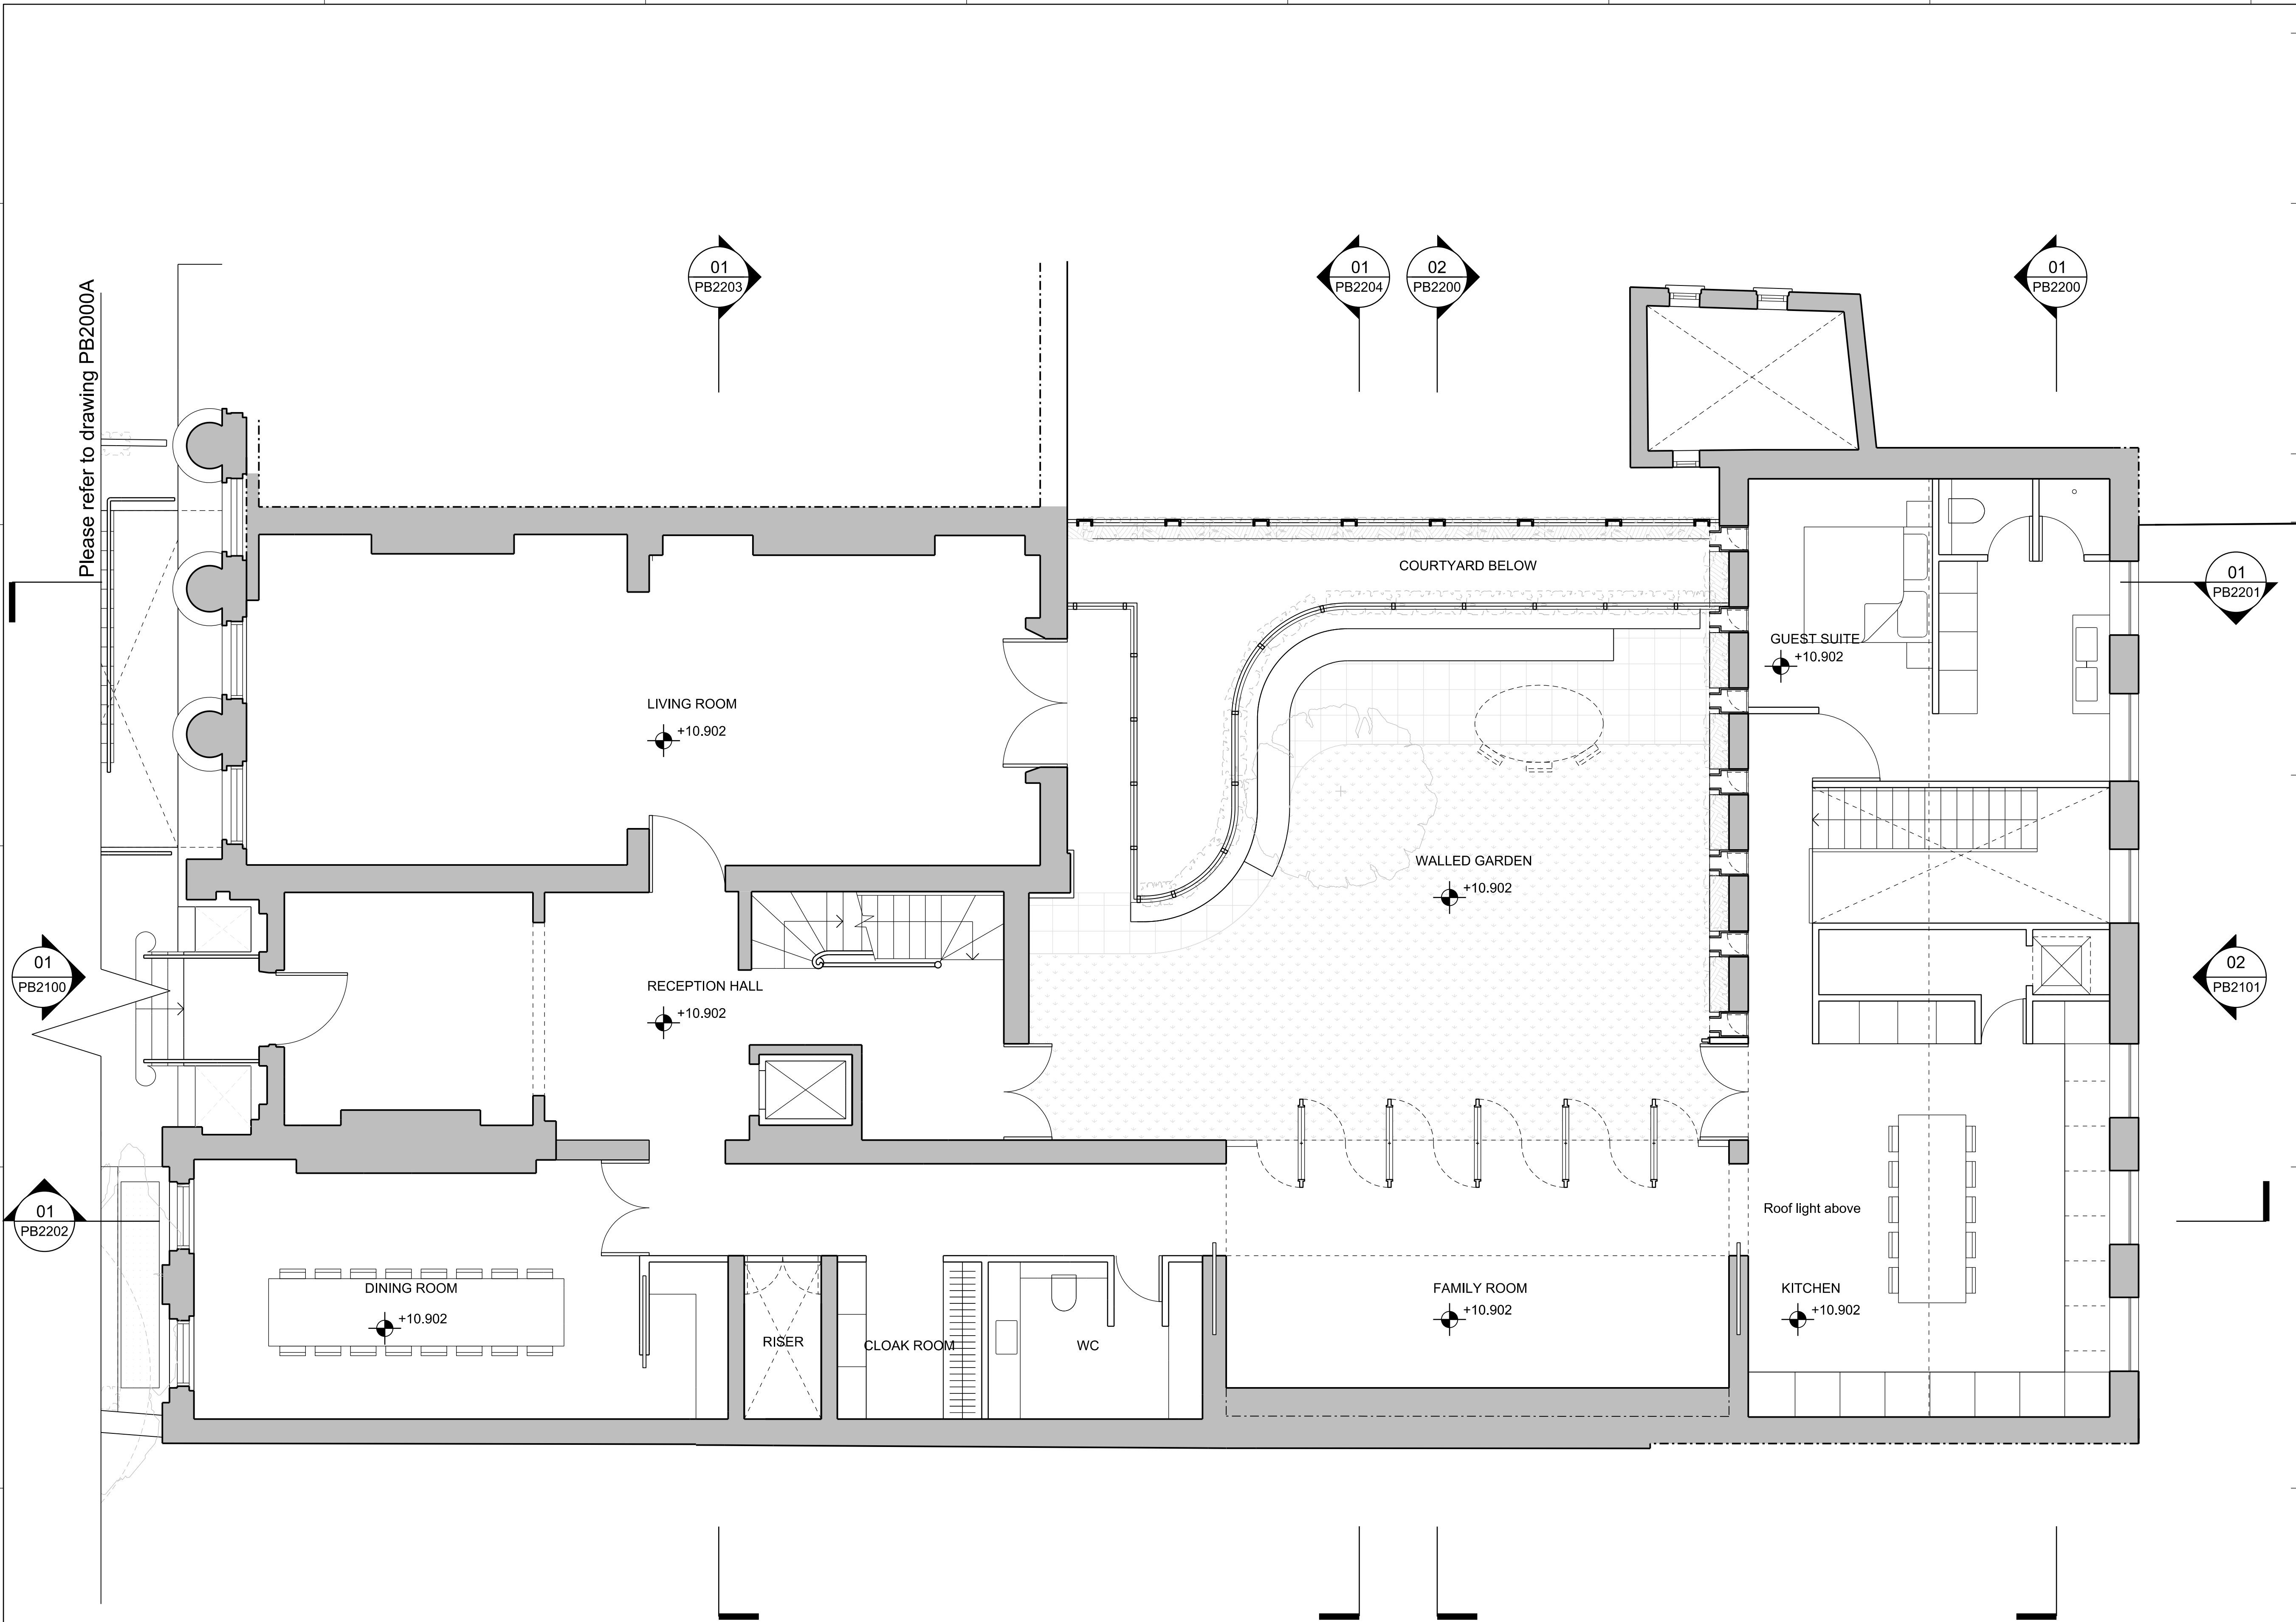 01
PB2203
01
PB2204
02
PB2200
01
PB2200
Please refer to drawing PB2000A
COURTYARD BELOW
01
PB2201
GUEST SUITE
+10.902
LIVING ROOM
+10.902
WALLED GARDEN
+10.902
01
PB2100
RECEPTION HALL
+10.902
02
PB2101
01
PB2202
Roof light above
DINING ROOM
+10.902
FAMILY ROOM
+10.902
KITCHEN
+10.902
RISER
CLOAK ROOM
WC